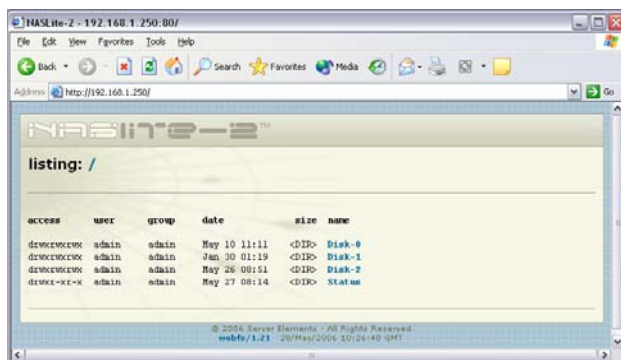 NASLite-2 - 192.168.1.250:80/
File Edit View Favorites Tools Help
Back Search Favorites Media
Address http://192.168.1.250/ Go
NASLITE-2™
listing: /
access user group date size name
drwxrwxrwx admin admin May 10 11:11 <DIR> Disk-0
drwxrwxrwx admin admin Jan 30 01:19 <DIR> Disk-1
drwxrwxrwx admin admin May 26 08:51 <DIR> Disk-2
drwxr-xr-x admin admin May 27 08:14 <DIR> Status
© 2006 Server Elements - All Rights Reserved
webfs/1.21 28/May/2006 10:26:40 GMT